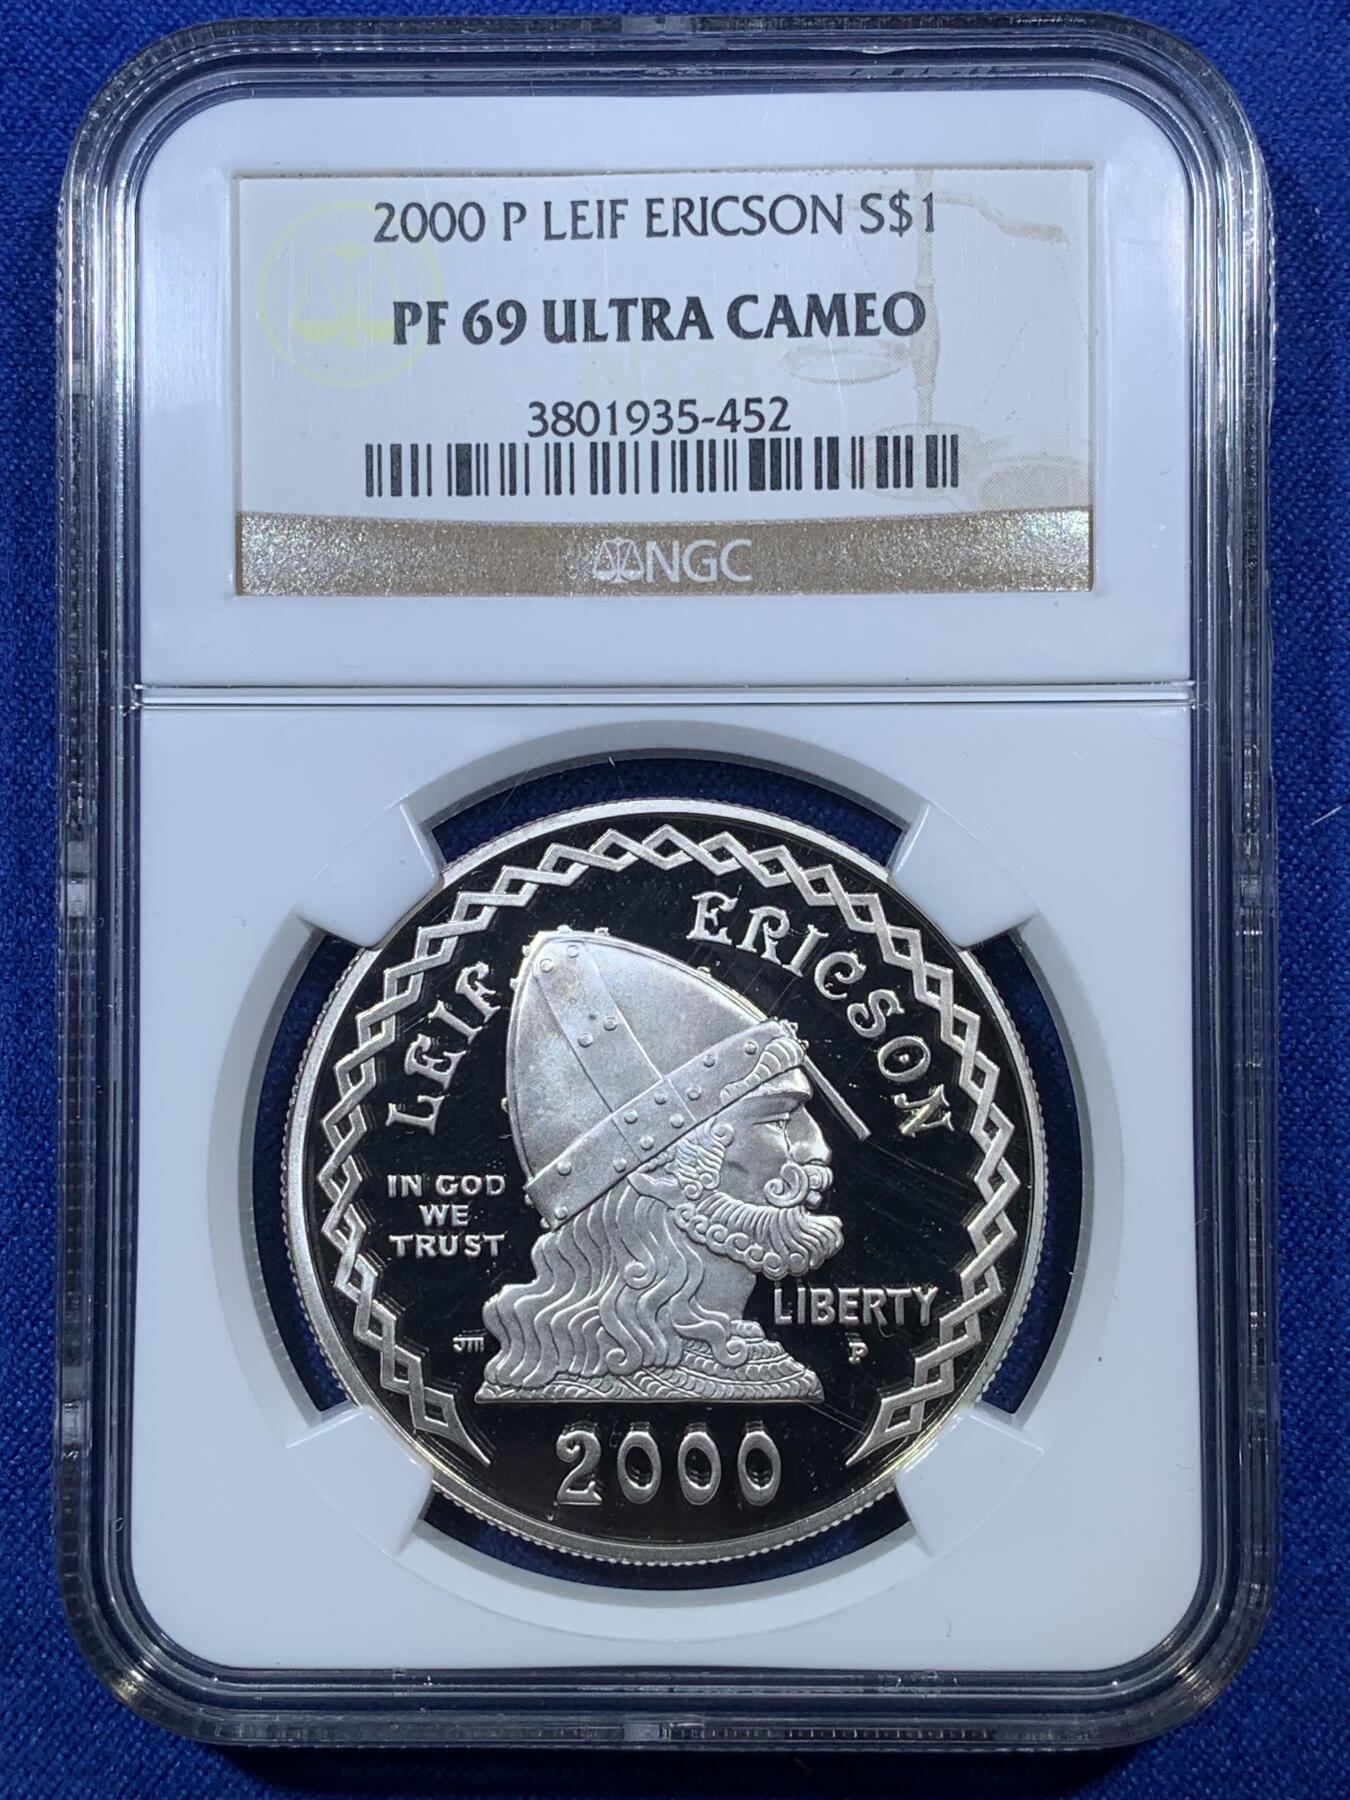 2000 P LEIF ERICSON S$1
PF 69 ULTRA CAMEO
3801935-452
NGC
LEIF ERICSON
IN GOD
WE
TRUST
LIBERTY
JM
P
2000